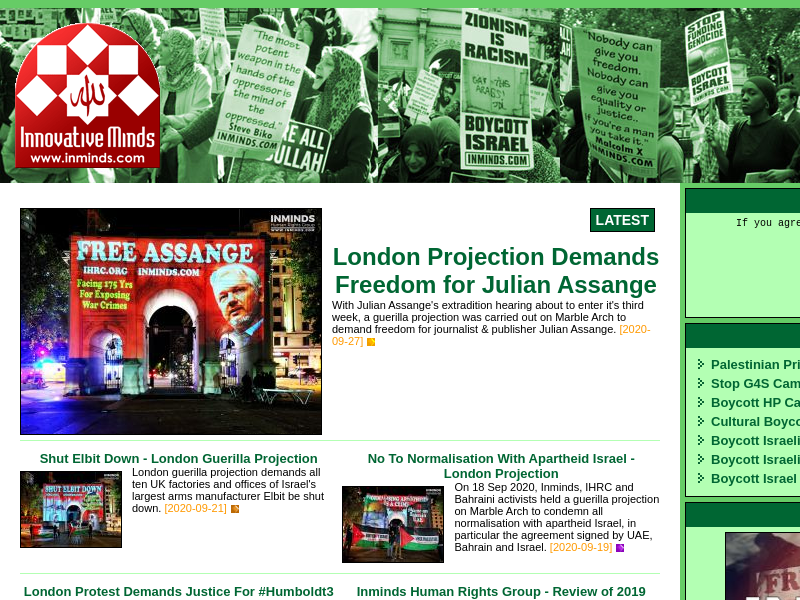 "The most
potent
weapon in the
hands of the
oppressor is
the mind of
the
oppressed."
Steve Biko
INMINDS.COM
ZIONISM
IS
RACISM
BOYCOTT
ISRAEL
INMINDS.COM
"Nobody can
give you
freedom.
Nobody can
give you
equality or
justice..
if you're a man
you take it."
Malcolm X
INMINDS.COM
STOP
FUNDING
GENOCIDE
BOYCOTT
ISRAEL
INMINDS.COM
Innovative Minds
www.inminds.com
INMINDS
Human Rights Group
FREE ASSANGE
IHRC.ORG INMINDS.COM
Facing 175 Yrs
For Exposing
War Crimes
LATEST
London Projection Demands
Freedom for Julian Assange
With Julian Assange's extradition hearing about to enter it's third
week, a guerilla projection was carried out on Marble Arch to
demand freedom for journalist & publisher Julian Assange. [2020-
09-27]
Shut Elbit Down - London Guerilla Projection
SHUT ELBIT DOWN
London guerilla projection demands all
ten UK factories and offices of Israel's
largest arms manufacturer Elbit be shut
down. [2020-09-21]
No To Normalisation With Apartheid Israel -
London Projection
On 18 Sep 2020, Inminds, IHRC and
Bahraini activists held a guerilla projection
on Marble Arch to condemn all
normalisation with apartheid Israel, in
particular the agreement signed by UAE,
Bahrain and Israel. [2020-09-19]
London Protest Demands Justice For #Humboldt3
Inminds Human Rights Group - Review of 2019
If you agre
Palestinian Pri
Stop G4S Cam
Boycott HP Ca
Cultural Boyco
Boycott Israeli
Boycott Israeli
Boycott Israel
FR